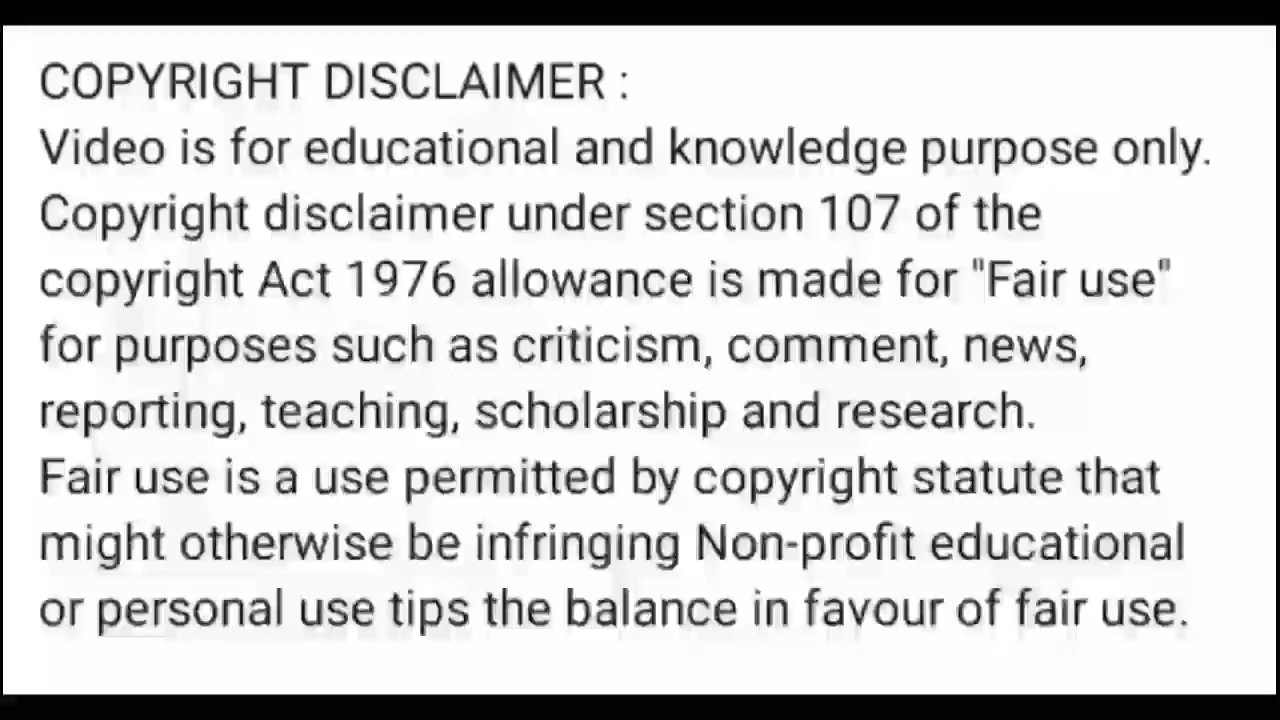 COPYRIGHT DISCLAIMER :
Video is for educational and knowledge purpose only.
Copyright disclaimer under section 107 of the
copyright Act 1976 allowance is made for "Fair use"
for purposes such as criticism, comment, news,
reporting, teaching, scholarship and research.
Fair use is a use permitted by copyright statute that
might otherwise be infringing Non-profit educational
or personal use tips the balance in favour of fair use.